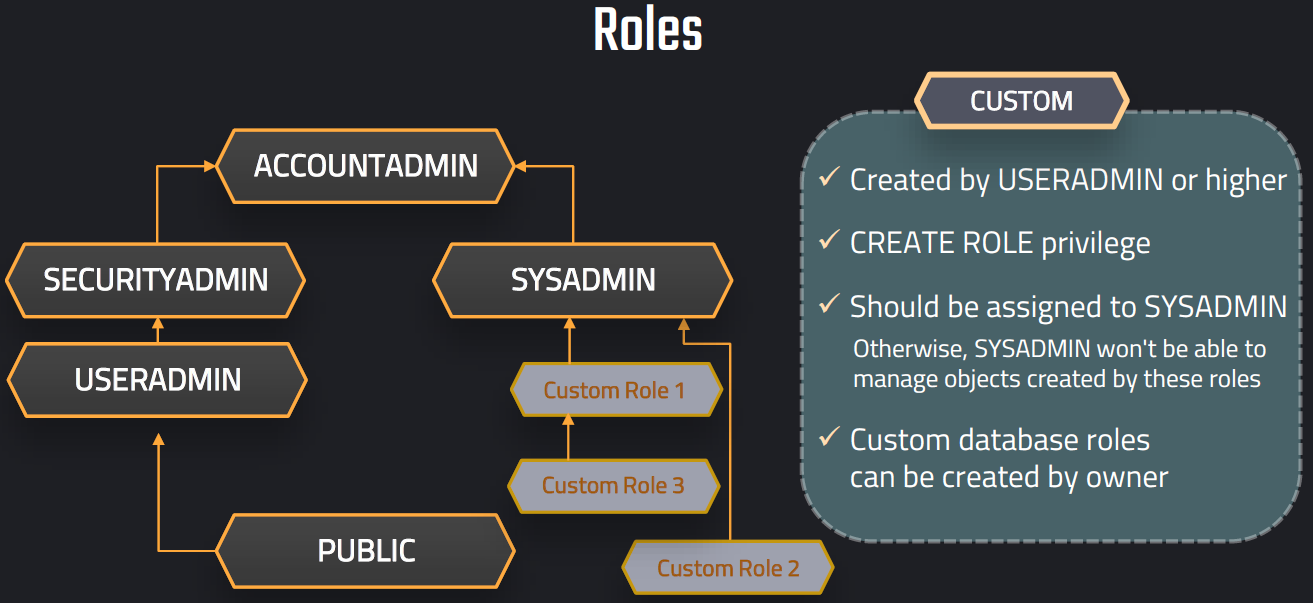 Roles
ACCOUNTADMIN
SECURITYADMIN
SYSADMIN
USERADMIN
Custom Role 1
Custom Role 3
PUBLIC
Custom Role 2
CUSTOM
✓ Created by USERADMIN or higher
✓ CREATE ROLE privilege
✓ Should be assigned to SYSADMIN
Otherwise, SYSADMIN won't be able to
manage objects created by these roles
✓ Custom database roles
can be created by owner